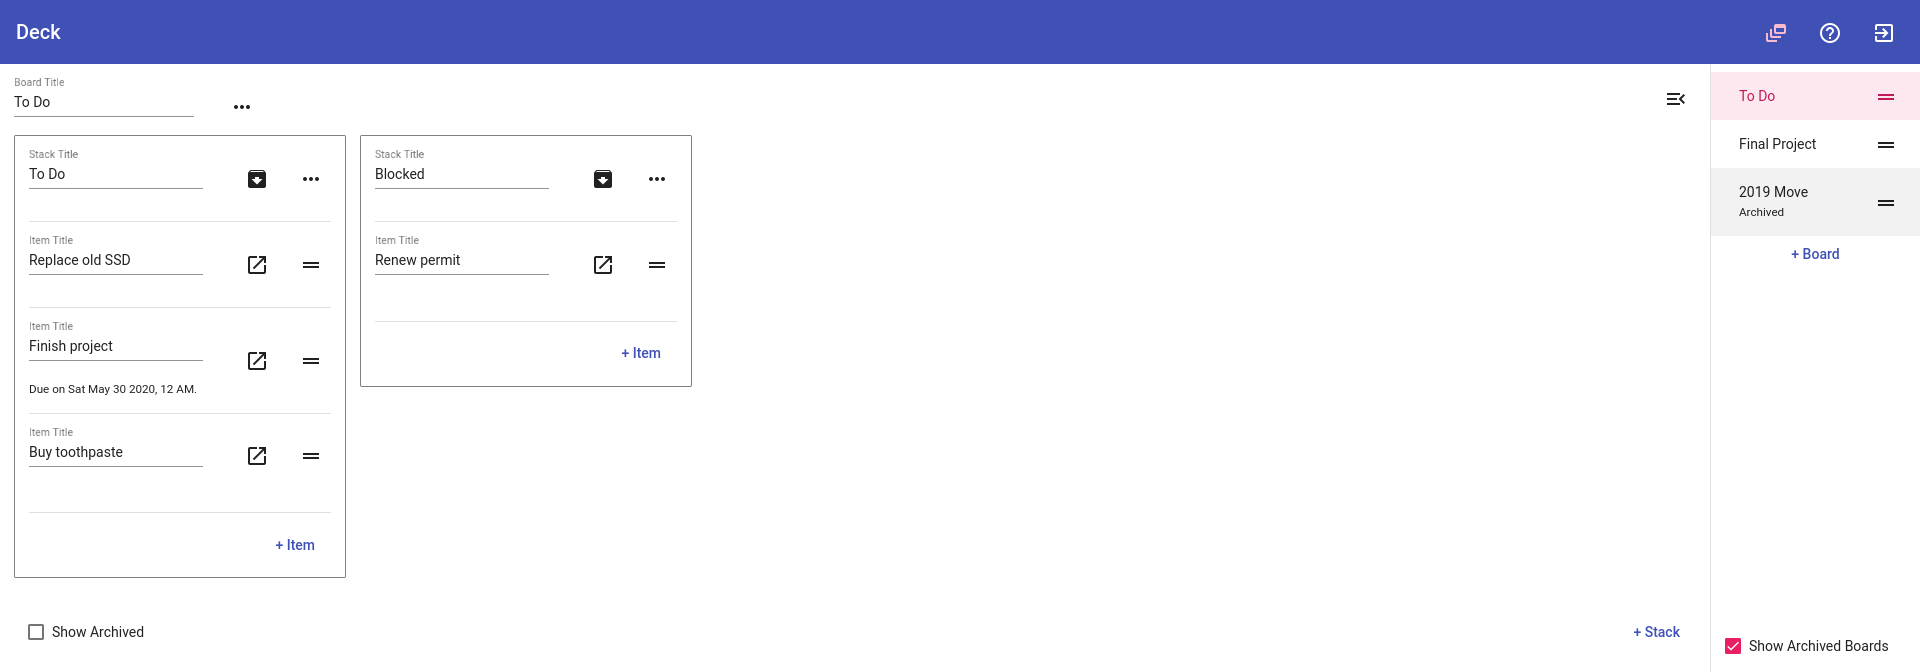 Deck
Board Title
To Do
Stack Title
To Do
Item Title
Replace old SSD
Item Title
Finish project
Due on Sat May 30 2020, 12 AM.
Item Title
Buy toothpaste
+ Item
Stack Title
Blocked
Item Title
Renew permit
+ Item
Show Archived
+ Stack
To Do
Final Project
2019 Move
Archived
+ Board
Show Archived Boards